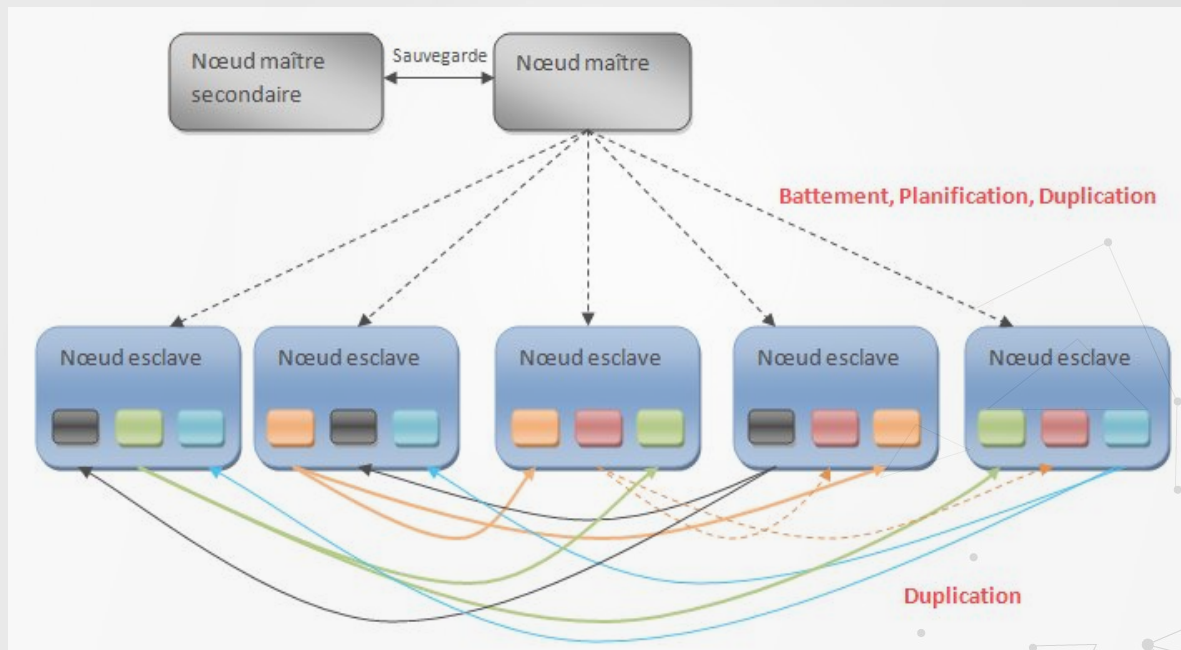 Nœud maître
secondaire
Sauvegarde
Nœud maître
Battement, Planification, Duplication
Nœud esclave
Nœud esclave
Nœud esclave
Nœud esclave
Nœud esclave
Duplication